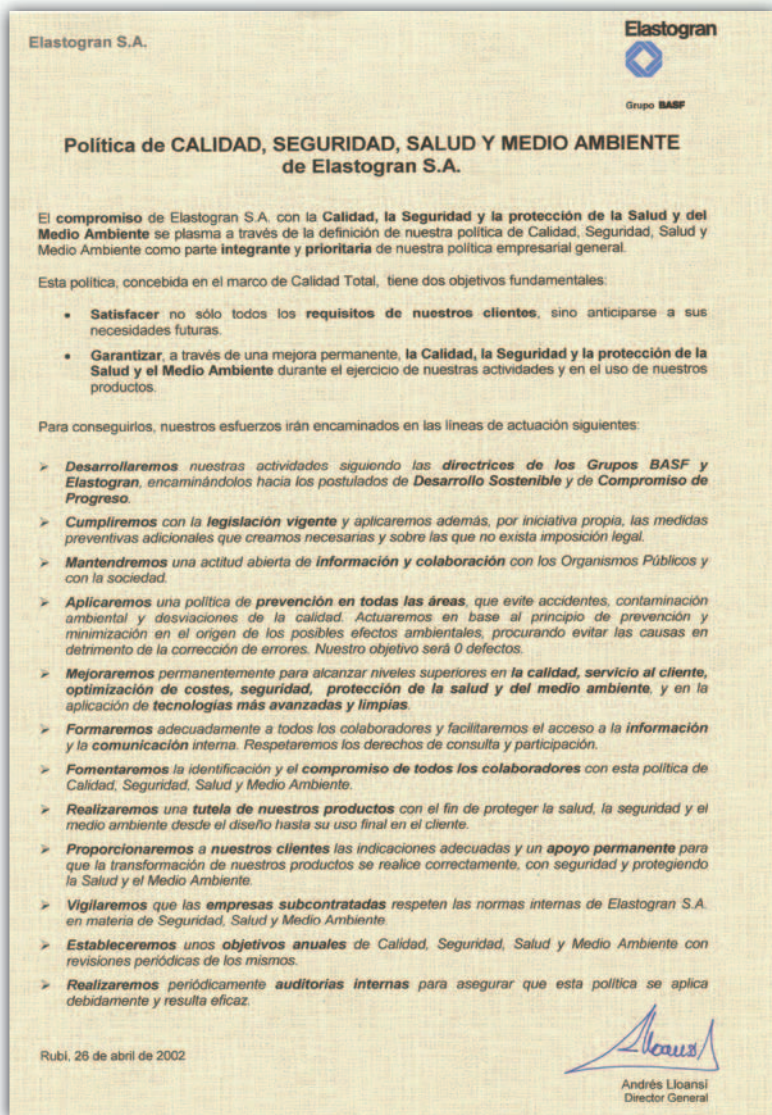 Elastogran S.A.
Elastogran
Grupo BASF
Política de CALIDAD, SEGURIDAD, SALUD Y MEDIO AMBIENTE
de Elastogran S.A.
El compromiso de Elastogran S.A. con la Calidad, la Seguridad y la protección de la Salud y del
Medio Ambiente se plasma a través de la definición de nuestra política de Calidad, Seguridad, Salud y
Medio Ambiente como parte integrante y prioritaria de nuestra política empresarial general.
Esta política, concebida en el marco de Calidad Total, tiene dos objetivos fundamentales:
• Satisfacer no sólo todos los requisitos de nuestros clientes, sino anticiparse a sus
necesidades futuras.
• Garantizar, a través de una mejora permanente, la Calidad, la Seguridad y la protección de la
Salud y el Medio Ambiente durante el ejercicio de nuestras actividades y en el uso de nuestros
productos.
Para conseguirlos, nuestros esfuerzos irán encaminados en las líneas de actuación siguientes:
➢ Desarrollaremos nuestras actividades siguiendo las directrices de los Grupos BASF y
Elastogran, encaminándolos hacia los postulados de Desarrollo Sostenible y de Compromiso de
Progreso.
➢ Cumpliremos con la legislación vigente y aplicaremos además, por iniciativa propia, las medidas
preventivas adicionales que creamos necesarias y sobre las que no exista imposición legal.
➢ Mantendremos una actitud abierta de información y colaboración con los Organismos Públicos y
con la sociedad.
➢ Aplicaremos una política de prevención en todas las áreas, que evite accidentes, contaminación
ambiental y desviaciones de la calidad. Actuaremos en base al principio de prevención y
minimización en el origen de los posibles efectos ambientales, procurando evitar las causas en
detrimento de la corrección de errores. Nuestro objetivo será 0 defectos.
➢ Mejoraremos permanentemente para alcanzar niveles superiores en la calidad, servicio al cliente,
optimización de costes, seguridad, protección de la salud y del medio ambiente, y en la
aplicación de tecnologías más avanzadas y limpias.
➢ Formaremos adecuadamente a todos los colaboradores y facilitaremos el acceso a la información
y la comunicación interna. Respetaremos los derechos de consulta y participación.
➢ Fomentaremos la identificación y el compromiso de todos los colaboradores con esta política de
Calidad, Seguridad, Salud y Medio Ambiente.
➢ Realizaremos una tutela de nuestros productos con el fin de proteger la salud, la seguridad y el
medio ambiente desde el diseño hasta su uso final en el cliente.
➢ Proporcionaremos a nuestros clientes las indicaciones adecuadas y un apoyo permanente para
que la transformación de nuestros productos se realice correctamente, con seguridad y protegiendo
la Salud y el Medio Ambiente.
➢ Vigilaremos que las empresas subcontratadas respeten las normas internas de Elastogran S.A.
en materia de Seguridad, Salud y Medio Ambiente.
➢ Estableceremos unos objetivos anuales de Calidad, Seguridad, Salud y Medio Ambiente con
revisiones periódicas de los mismos.
➢ Realizaremos periódicamente auditorías internas para asegurar que esta política se aplica
debidamente y resulta eficaz.
Rubí, 26 de abril de 2002
Lloansí
Andrés Lloansí
Director General